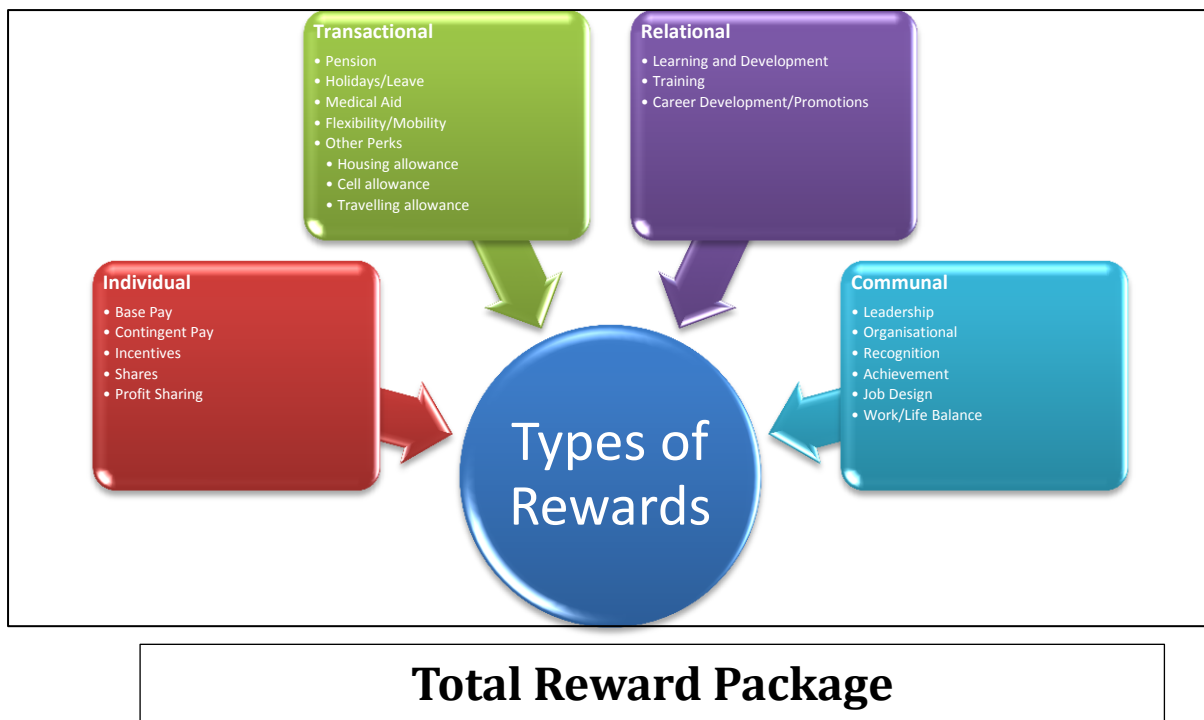 Transactional
• Pension
• Holidays/Leave
• Medical Aid
• Flexibility/Mobility
• Other Perks
• Housing allowance
• Cell allowance
• Travelling allowance
Relational
• Learning and Development
• Training
• Career Development/Promotions
Individual
• Base Pay
• Contingent Pay
• Incentives
• Shares
• Profit Sharing
Communal
• Leadership
• Organisational
• Recognition
• Achievement
• Job Design
• Work/Life Balance
Types of
Rewards
Total Reward Package